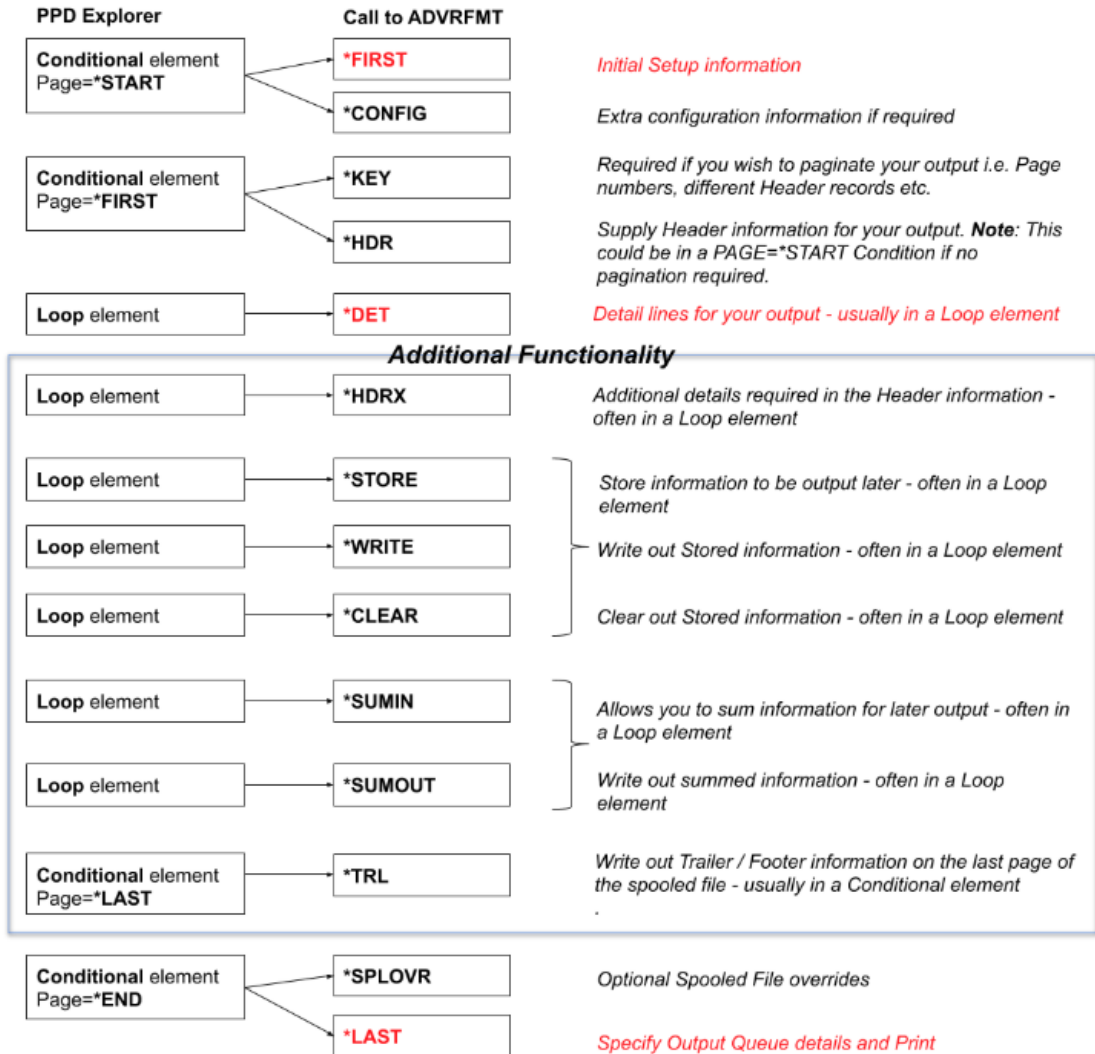 PPD Explorer
Call to ADVRFMT
Conditional element
Page=*START
*FIRST
Initial Setup information
*CONFIG
Extra configuration information if required
Conditional element
Page=*FIRST
*KEY
Required if you wish to paginate your output i.e. Page
numbers, different Header records etc.
*HDR
Supply Header information for your output. Note: This
could be in a PAGE=*START Condition if no
pagination required.
Loop element
*DET
Detail lines for your output - usually in a Loop element
Additional Functionality
Loop element
*HDRX
Additional details required in the Header information -
often in a Loop element
Loop element
*STORE
Store information to be output later - often in a Loop
element
Loop element
*WRITE
Write out Stored information - often in a Loop element
Loop element
*CLEAR
Clear out Stored information - often in a Loop element
Loop element
*SUMIN
Allows you to sum information for later output - often in
a Loop element
Loop element
*SUMOUT
Write out summed information - often in a Loop
element
Conditional element
Page=*LAST
*TRL
Write out Trailer / Footer information on the last page of
the spooled file - usually in a Conditional element
.
Conditional element
Page=*END
*SPLOVR
Optional Spooled File overrides
*LAST
Specify Output Queue details and Print